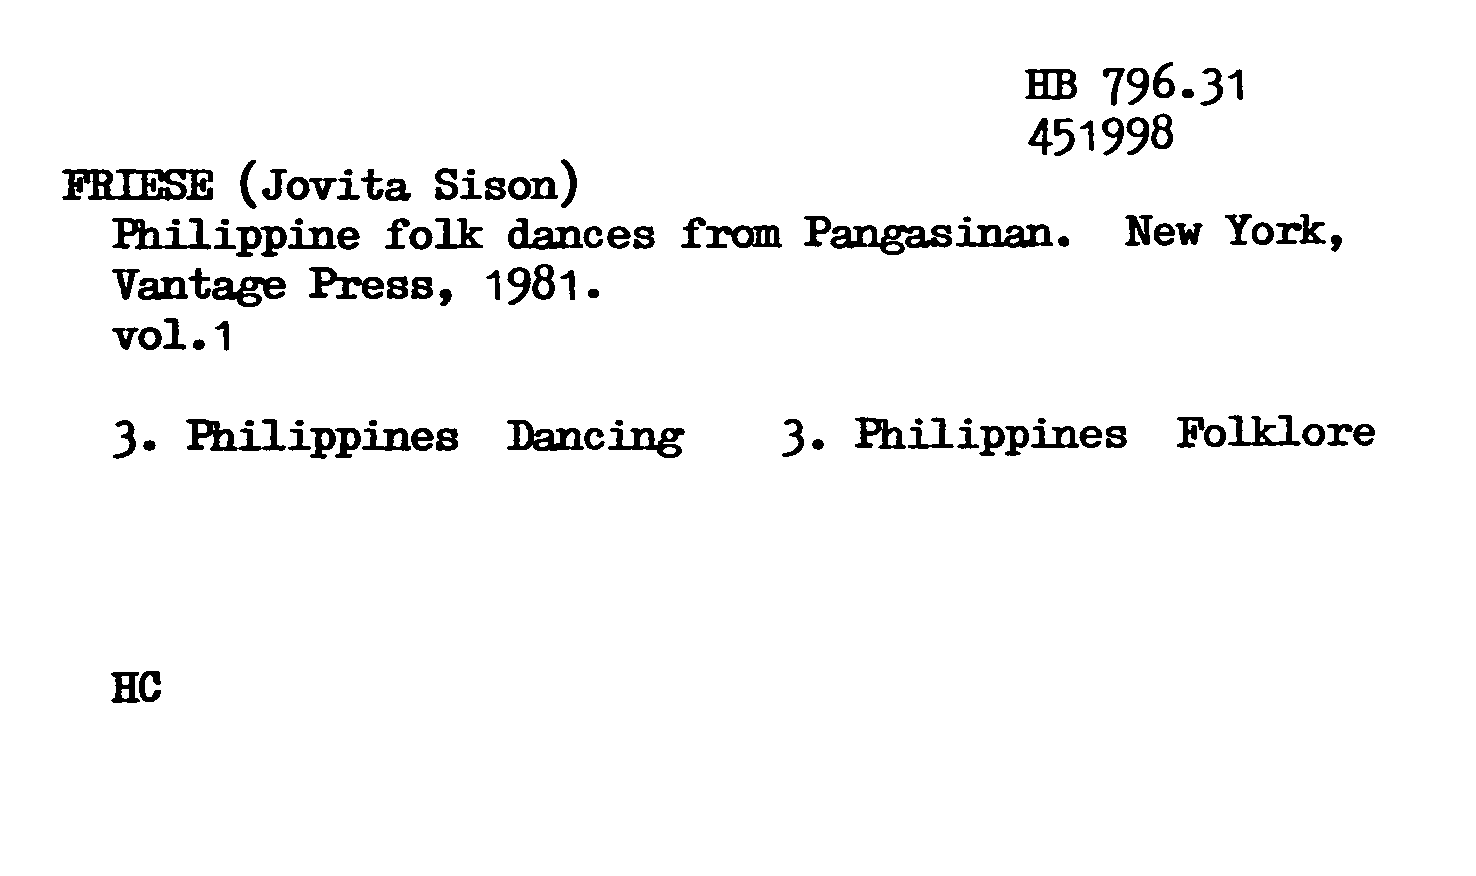 HB 796.31
451998
FRIESE (Jovita Sison)
Philippine folk dances from Pangasinan. New York,
Vantage Press, 1981.
vol.1
3. Philippines Dancing 3. Philippines Folklore
HC